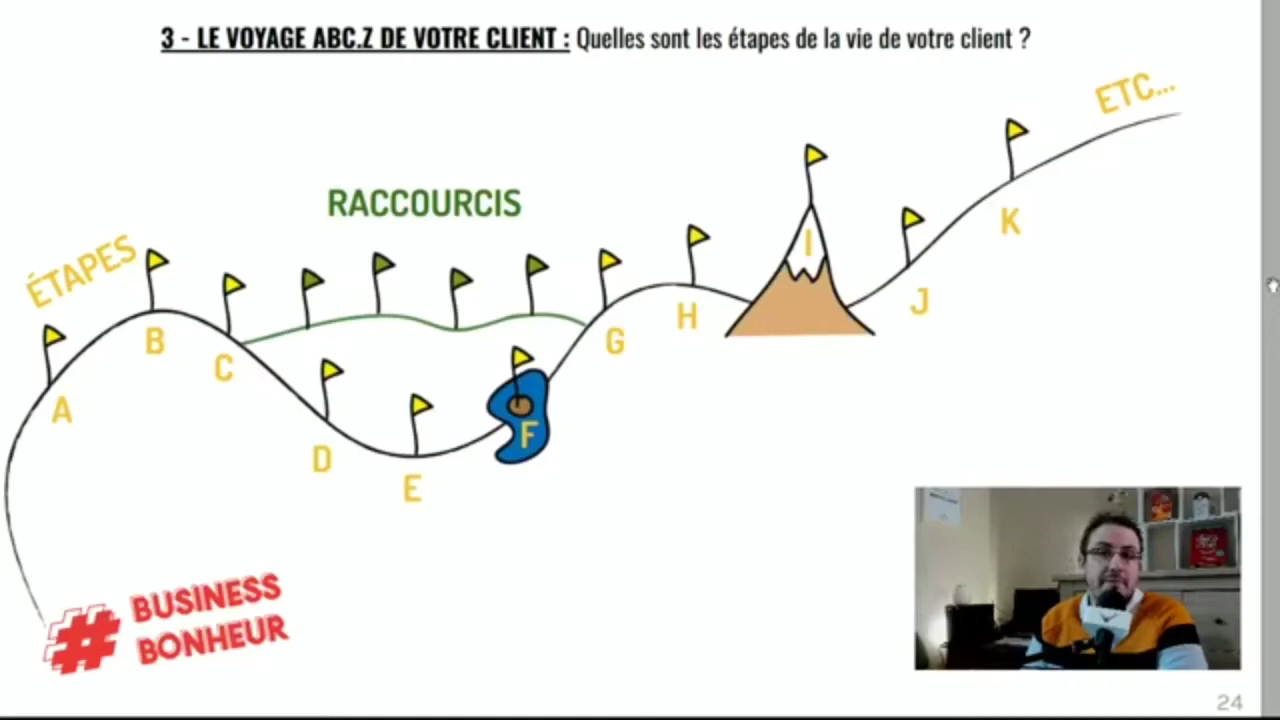 3 - LE VOYAGE ABC.Z DE VOTRE CLIENT : Quelles sont les étapes de la vie de votre client ?
ETC...
RACCOURCIS
ÉTAPES
A
B
C
D
E
F
G
H
I
J
K
#BUSINESS
BONHEUR
24